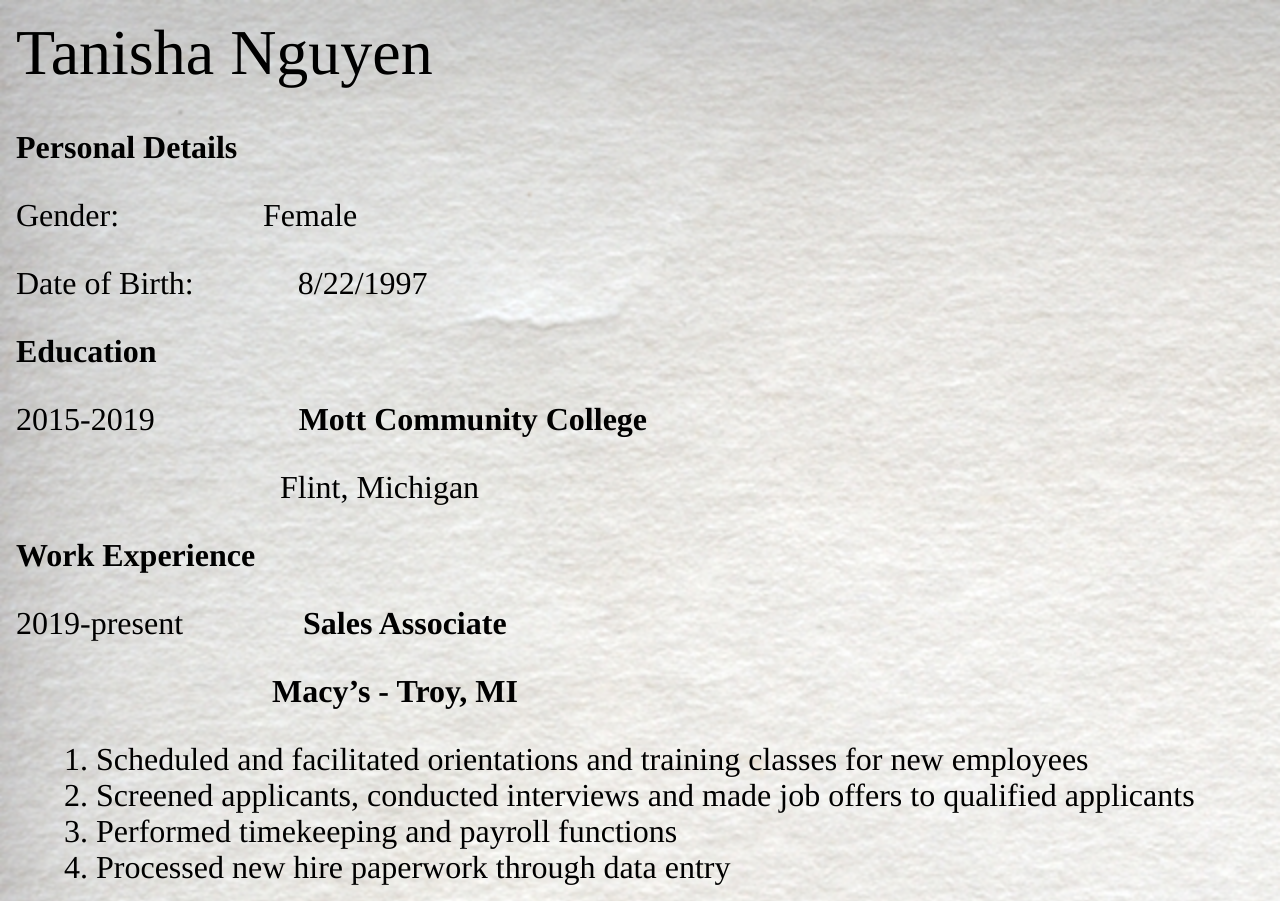 Tanisha Nguyen
Personal Details
Gender: Female
Date of Birth: 8/22/1997
Education
2015-2019 Mott Community College
Flint, Michigan
Work Experience
2019-present Sales Associate
Macy’s - Troy, MI
1. Scheduled and facilitated orientations and training classes for new employees
2. Screened applicants, conducted interviews and made job offers to qualified applicants
3. Performed timekeeping and payroll functions
4. Processed new hire paperwork through data entry